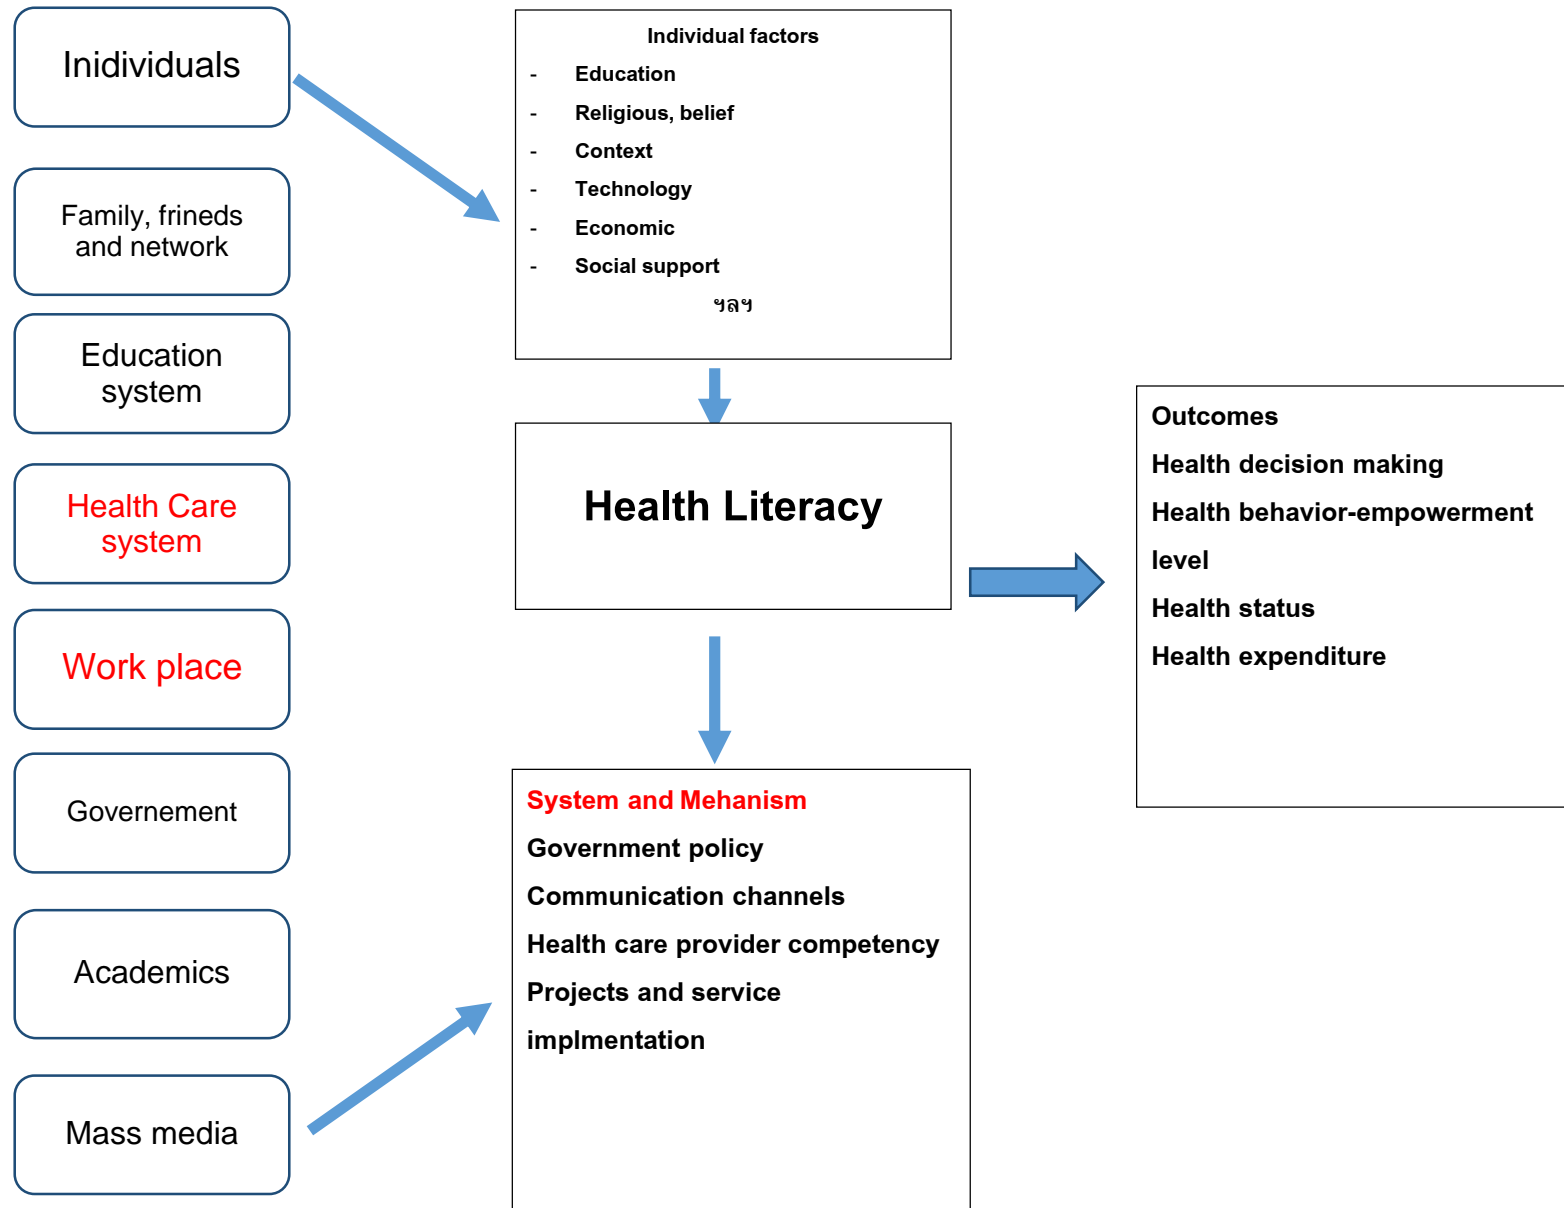 Inidividuals
Family, frineds
and network
Education
system
Health Care
system
Work place
Governement
Academics
Mass media
Individual factors
- Education
- Religious, belief
- Context
- Technology
- Economic
- Social support
ฯลฯ
Health Literacy
System and Mehanism
Government policy
Communication channels
Health care provider competency
Projects and service
implmentation
Outcomes
Health decision making
Health behavior-empowerment
level
Health status
Health expenditure